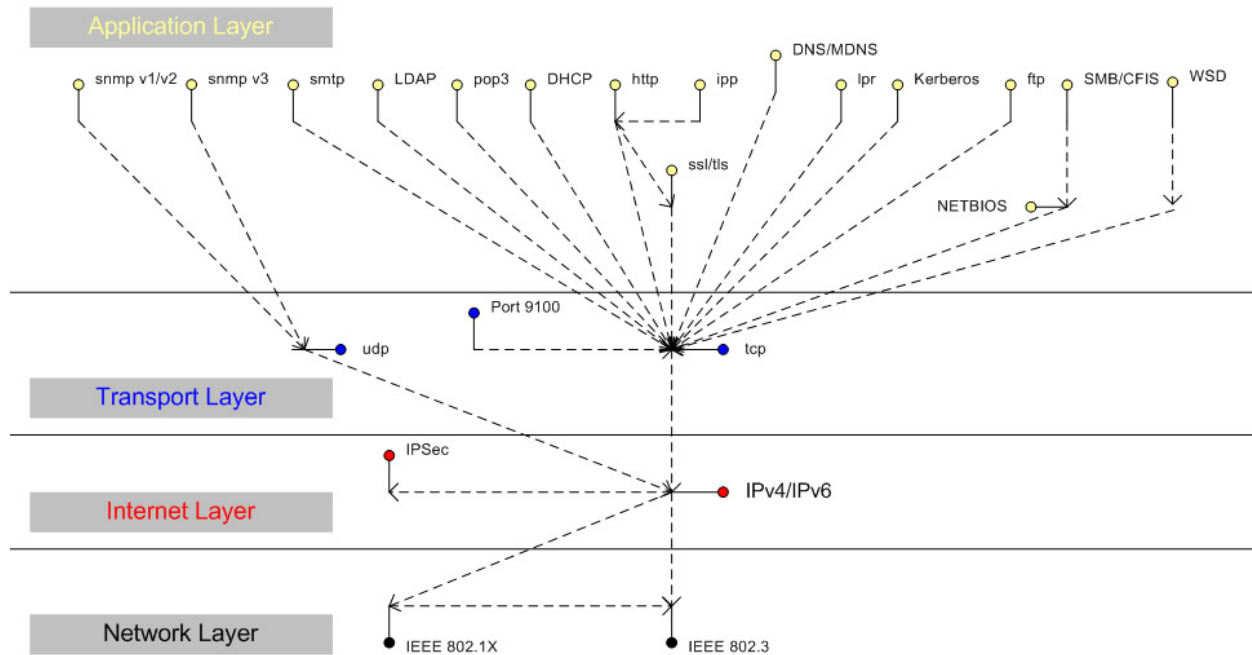 Application Layer
DNS/MDNS
snmp v1/v2
snmp v3
smtp
LDAP
pop3
DHCP
http
ipp
lpr
Kerberos
ftp
SMB/CFIS
WSD
ssl/tls
NETBIOS
Port 9100
udp
tcp
Transport Layer
IPSec
IPv4/IPv6
Internet Layer
Network Layer
IEEE 802.1X
IEEE 802.3